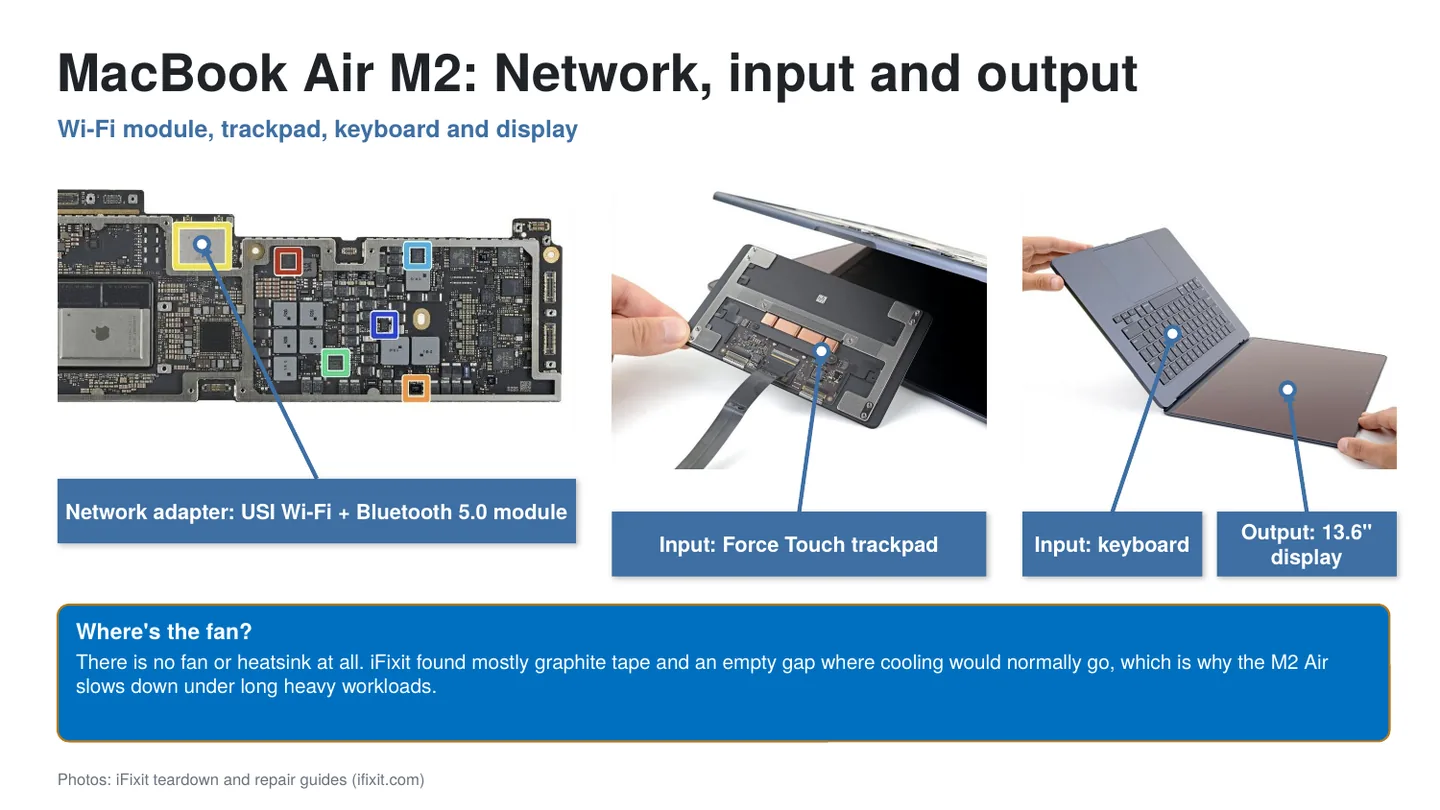 MacBook Air M2: Network, input and output
Wi-Fi module, trackpad, keyboard and display
Network adapter: USI Wi-Fi + Bluetooth 5.0 module
Input: Force Touch trackpad
Input: keyboard
Output: 13.6"
display
Where's the fan?
There is no fan or heatsink at all. iFixit found mostly graphite tape and an empty gap where cooling would normally go, which is why the M2 Air
slows down under long heavy workloads.
Photos: iFixit teardown and repair guides (ifixit.com)